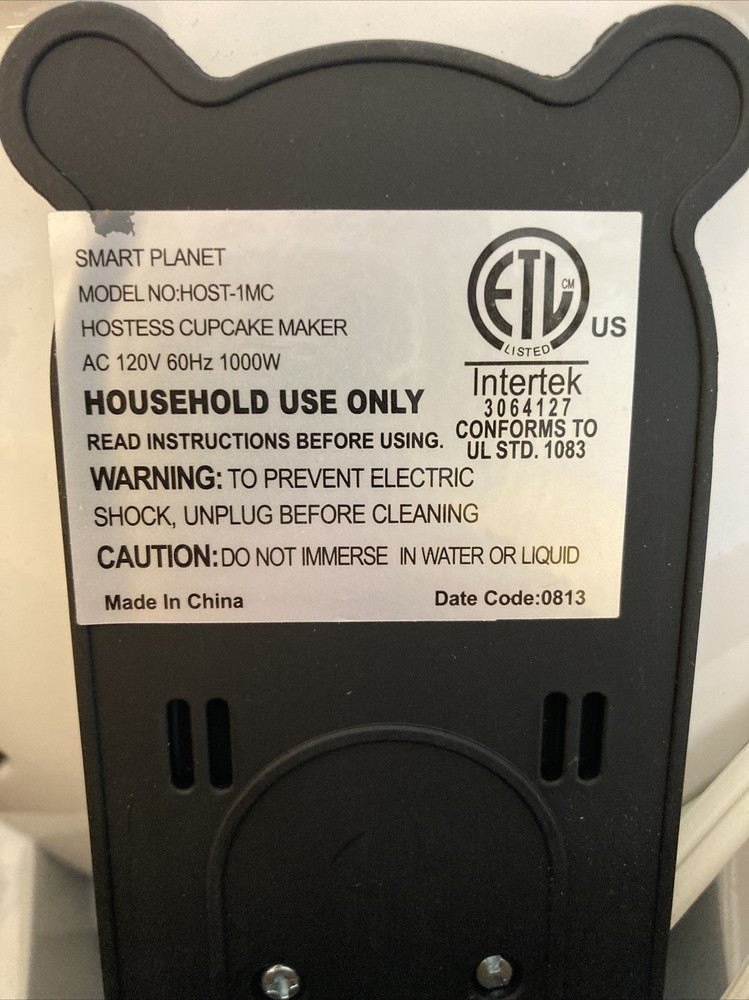 SMART PLANET
MODEL NO:HOST-1MC
HOSTESS CUPCAKE MAKER
AC 120V 60Hz 1000W
HOUSEHOLD USE ONLY
READ INSTRUCTIONS BEFORE USING.
WARNING: TO PREVENT ELECTRIC
SHOCK, UNPLUG BEFORE CLEANING
CAUTION: DO NOT IMMERSE IN WATER OR LIQUID
Made In China
Date Code:0813
ETL CM
US
LISTED
Intertek
3064127
CONFORMS TO
UL STD. 1083